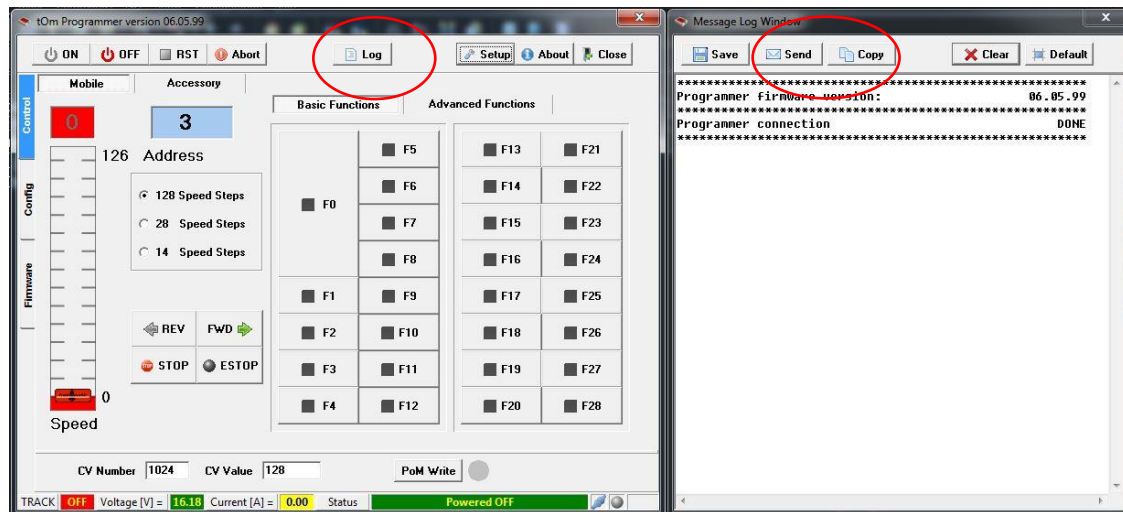 tOm Programmer version 06.05.99
ON OFF RST Abort Log Setup About Close
Mobile Accessory
Control
Config
Firmware
0 3
126 Address
128 Speed Steps
28 Speed Steps
14 Speed Steps
REV FWD
STOP ESTOP
0
Speed
Basic Functions Advanced Functions
F0
F1
F2
F3
F4
F5
F6
F7
F8
F9
F10
F11
F12
F13
F14
F15
F16
F17
F18
F19
F20
F21
F22
F23
F24
F25
F26
F27
F28
CV Number 1024 CV Value 128 PoM Write
TRACK OFF Voltage [V] = 16.18 Current [A] = 0.00 Status Powered OFF
Message Log Window
Save Send Copy Clear Default
*****************************************************
Programmer firmware version: 06.05.99
*****************************************************
Programmer connection DONE
*****************************************************